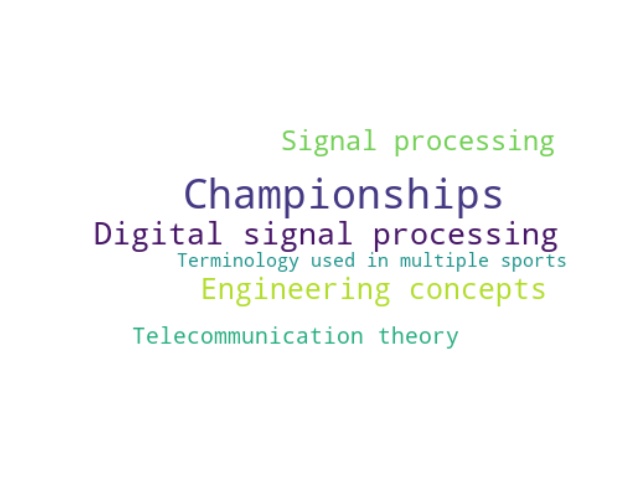 Signal processing
Championships
Digital signal processing
Terminology used in multiple sports
Engineering concepts
Telecommunication theory